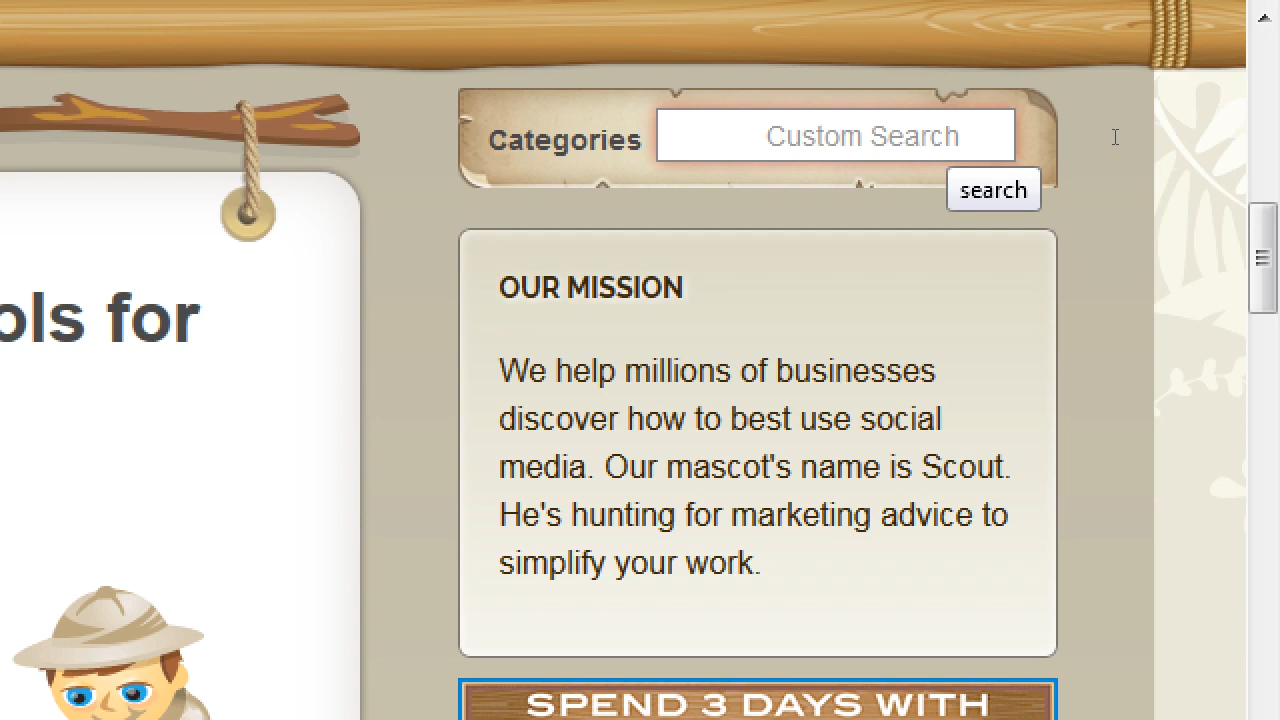 Categories
Custom Search
search
ols for
OUR MISSION
We help millions of businesses
discover how to best use social
media. Our mascot's name is Scout.
He's hunting for marketing advice to
simplify your work.
SPEND 3 DAYS WITH